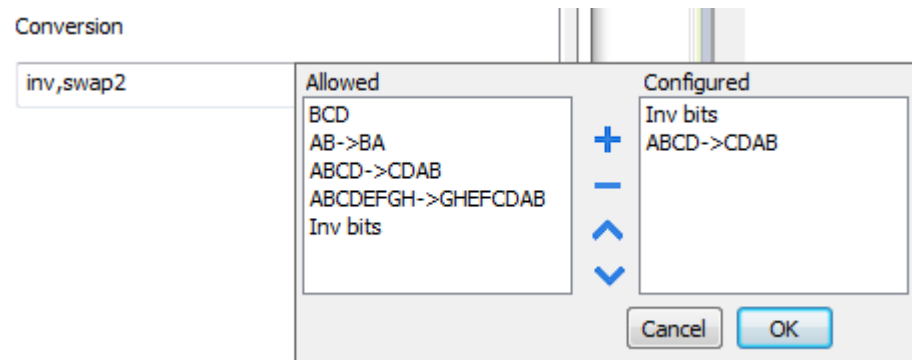 Conversion
inv,swap2
Allowed
BCD
AB->BA
ABCD->CDAB
ABCDEFGH->GHEFCDAB
Inv bits
Configured
Inv bits
ABCD->CDAB
Cancel
OK